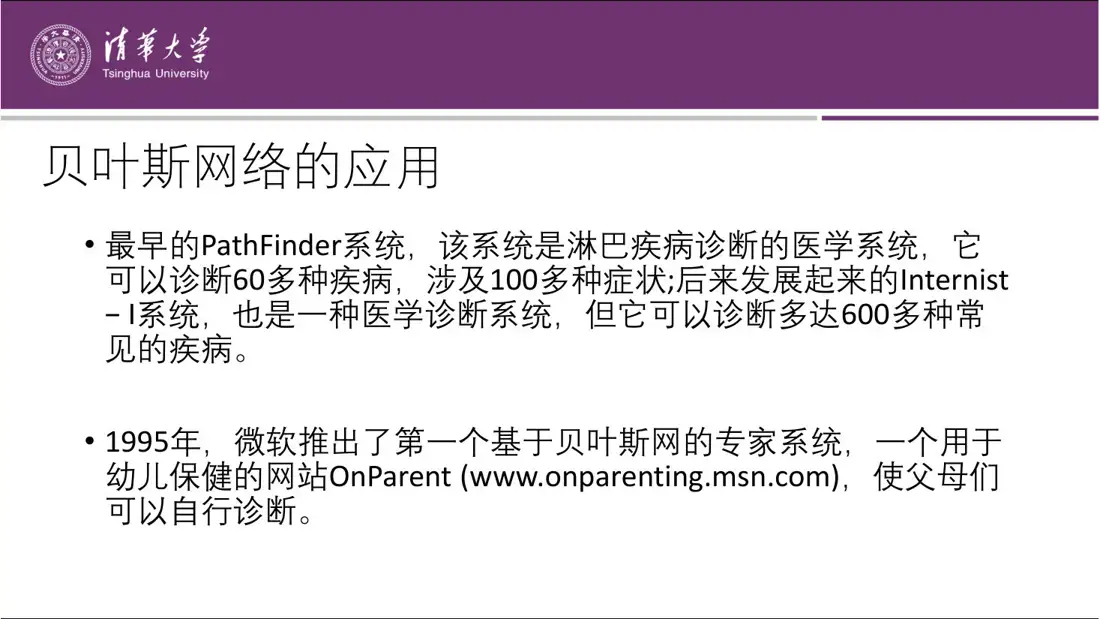 清华大学
Tsinghua University
贝叶斯网络的应用
• 最早的PathFinder系统，该系统是淋巴疾病诊断的医学系统，它
可以诊断60多种疾病，涉及100多种症状;后来发展起来的Internist
– I系统，也是一种医学诊断系统，但它可以诊断多达600多种常
见的疾病。
• 1995年，微软推出了第一个基于贝叶斯网的专家系统，一个用于
幼儿保健的网站OnParent (www.onparenting.msn.com)，使父母们
可以自行诊断。